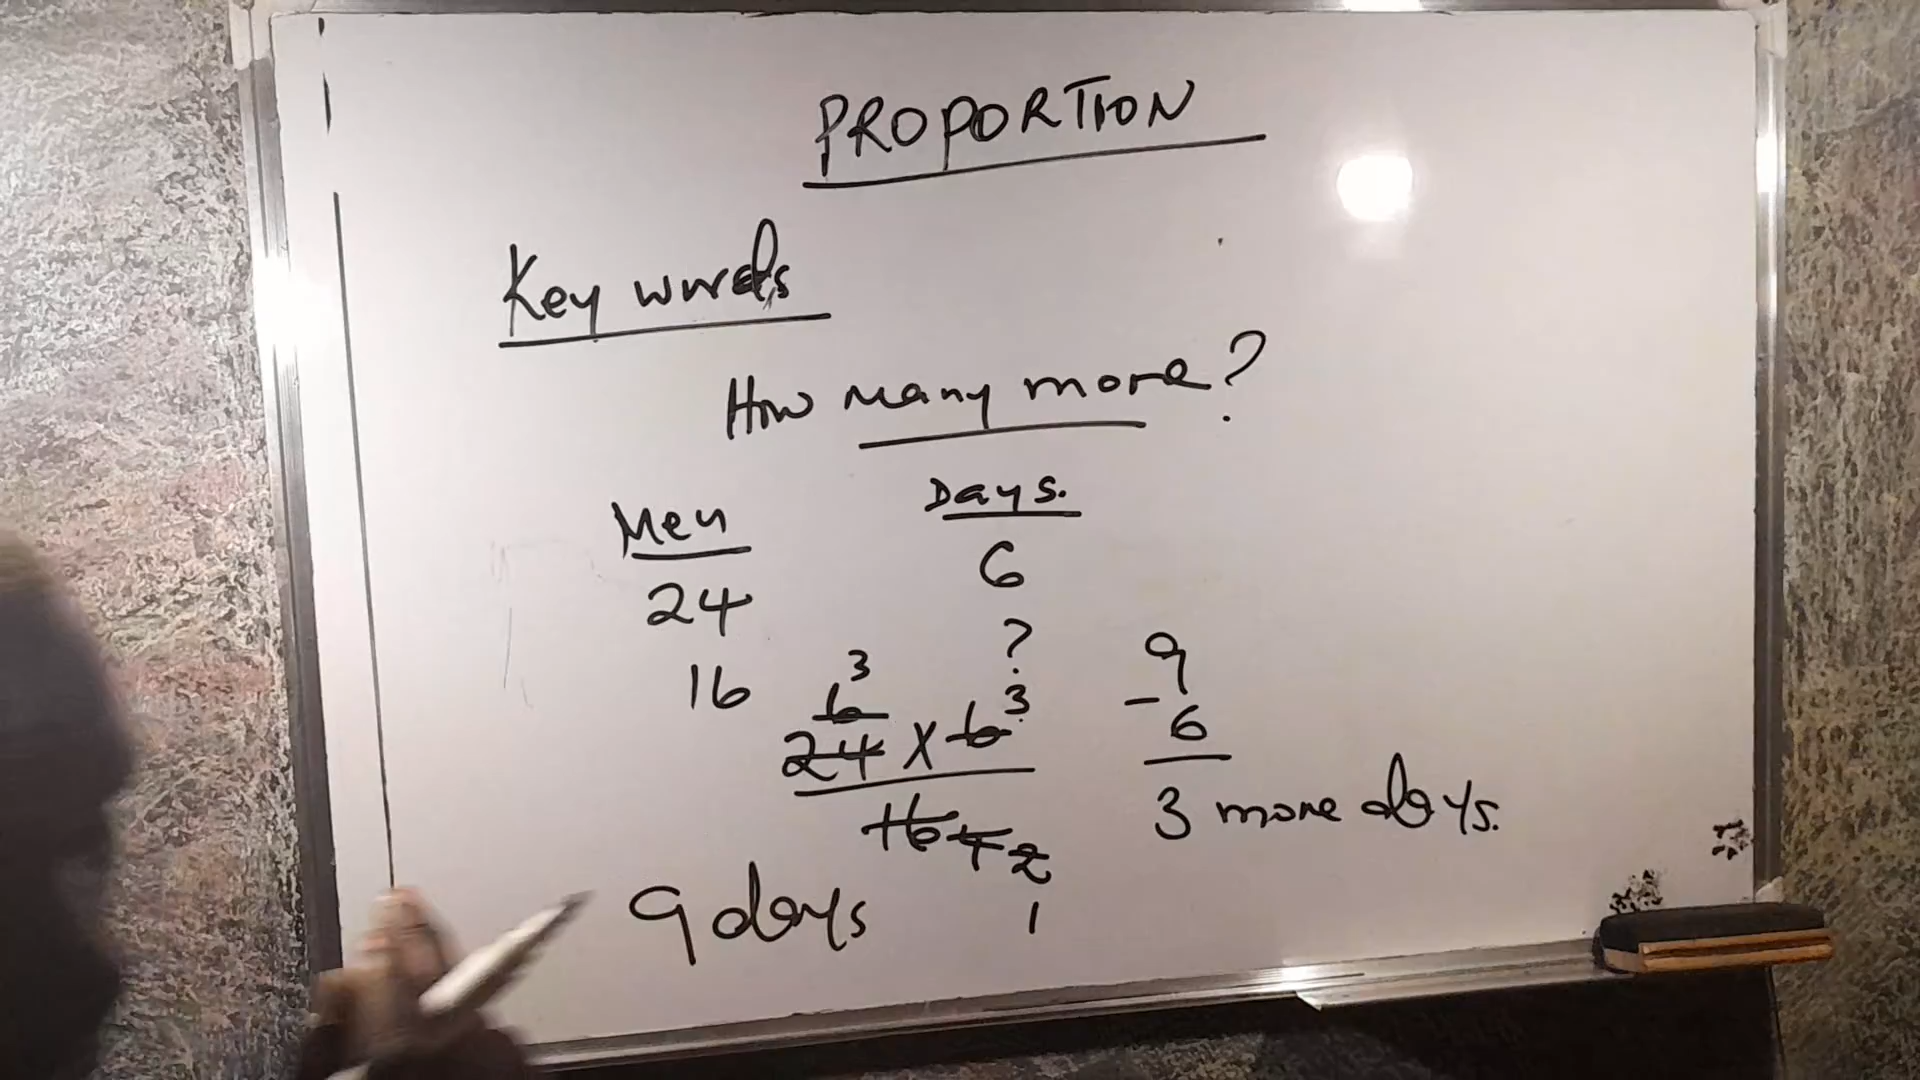 PROPORTION
Key words
How many more?
Men Days.
24 6
16 ?
6 3 3
24 x 6
16 4 2
1
9 days
9
- 6
3 more days.